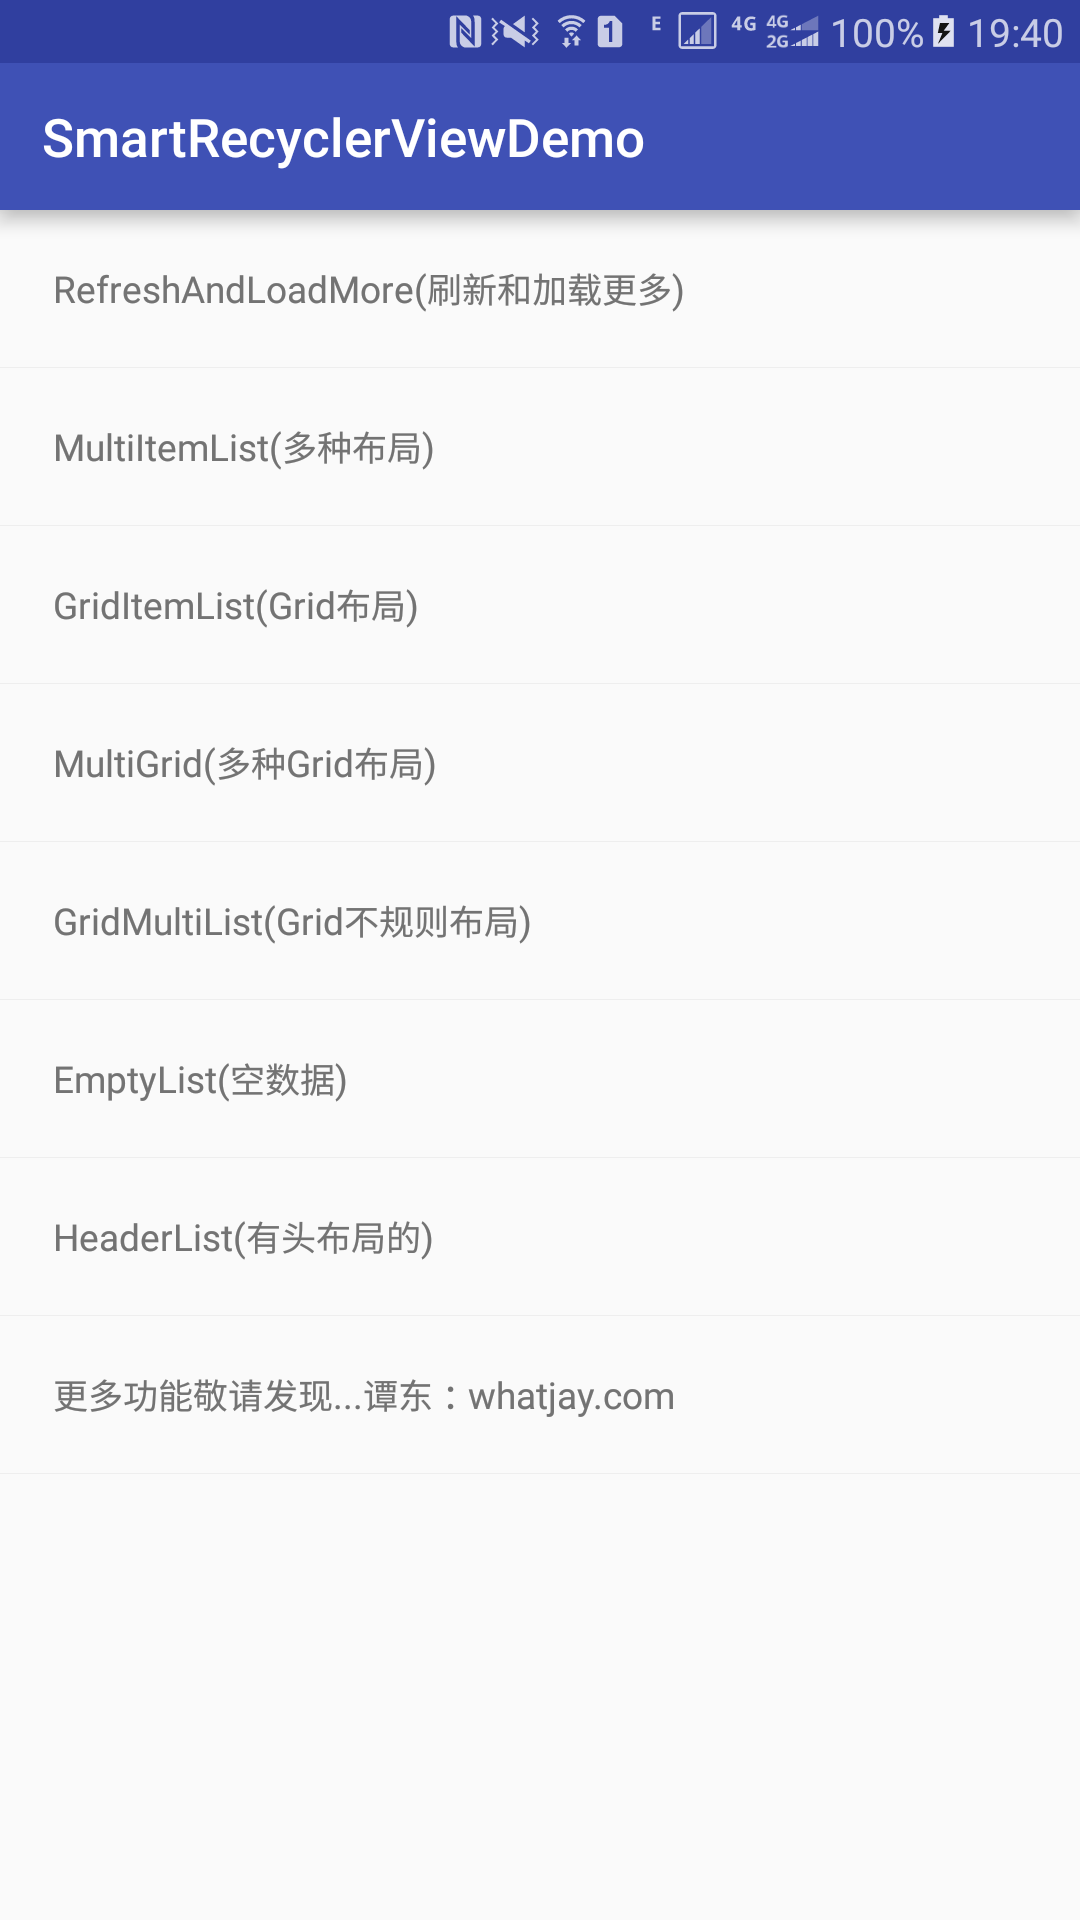 1 E 4G 4G 2G 100% 19:40
SmartRecyclerViewDemo
RefreshAndLoadMore(刷新和加载更多)
MultiItemList(多种布局)
GridItemList(Grid布局)
MultiGrid(多种Grid布局)
GridMultiList(Grid不规则布局)
EmptyList(空数据)
HeaderList(有头布局的)
更多功能敬请发现...谭东：whatjay.com